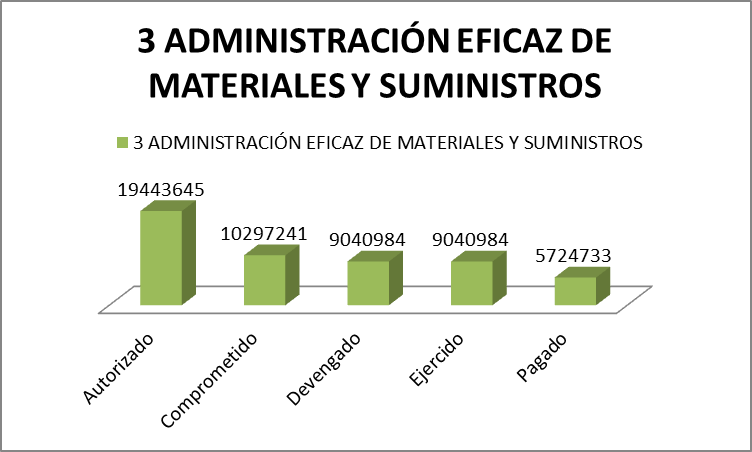 3 ADMINISTRACIÓN EFICAZ DE
MATERIALES Y SUMINISTROS
3 ADMINISTRACIÓN EFICAZ DE MATERIALES Y SUMINISTROS
19443645
10297241
9040984
9040984
5724733
Autorizado
Comprometido
Devengado
Ejercido
Pagado